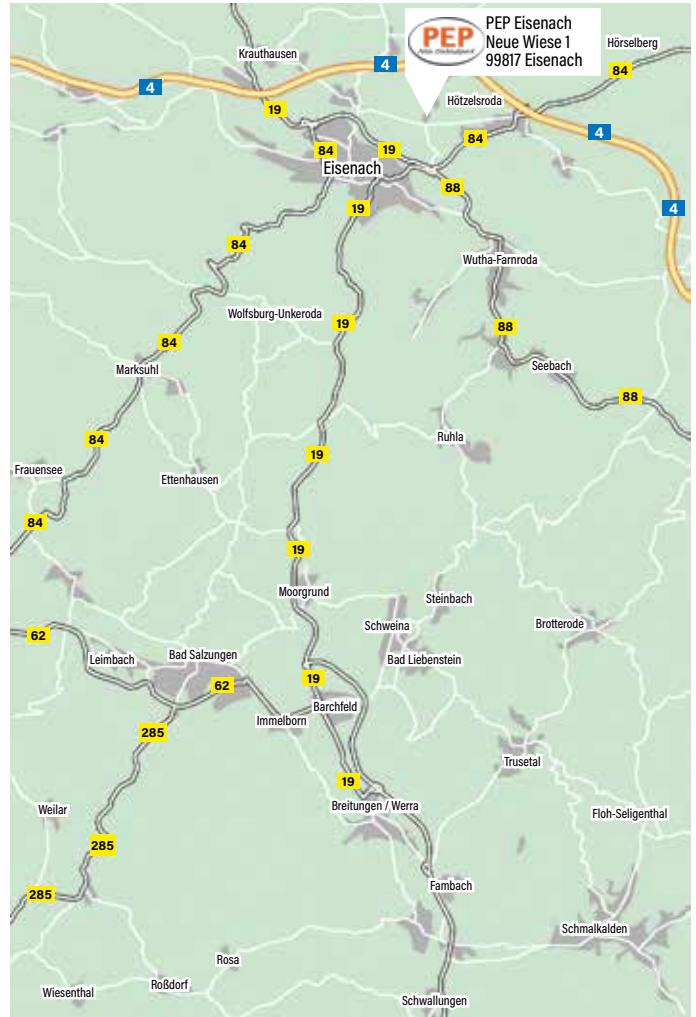 PEP
PEP Eisenach
Neue Wiese 1
99817 Eisenach
Krauthausen
Hörselberg
4
84
4
19
Hötzelsroda
4
84
19
84
Eisenach
88
19
4
84
Wutha-Farnroda
Wolfsburg-Unkeroda
19
88
84
Marksuhl
Seebach
88
84
Ruhla
19
Frauensee
Ettenhausen
84
19
Moorgrund
Steinbach
Schweina
Brotterode
62
Leimbach
Bad Salzungen
Bad Liebenstein
19
62
Barchfeld
Immelborn
285
Trusetal
19
Breitungen / Werra
Weilar
Floh-Seligenthal
285
Fambach
285
Schmalkalden
Rosa
Roßdorf
Wiesenthal
Schwallungen